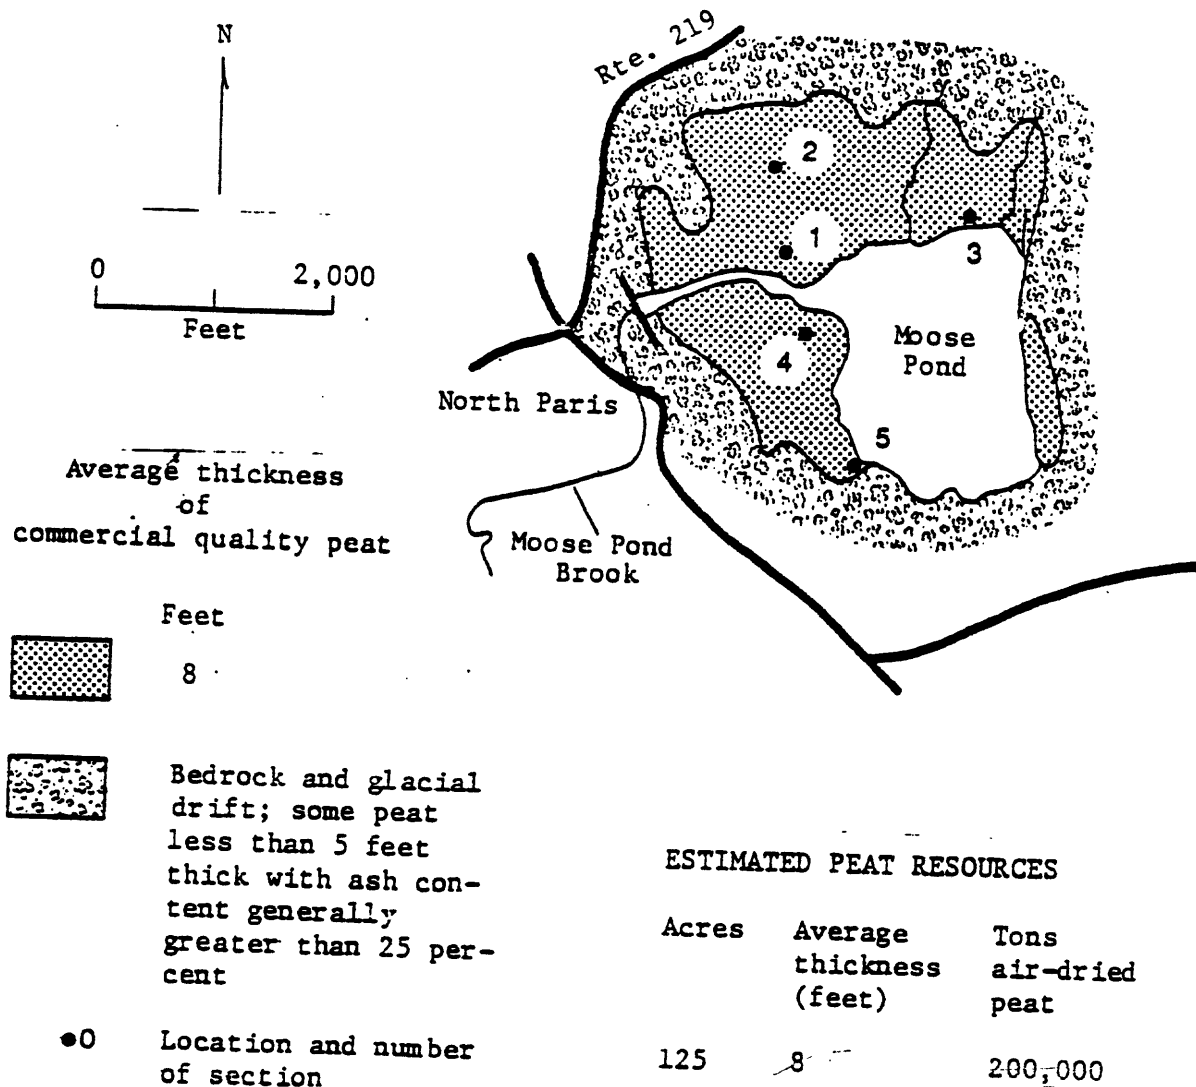 N
Rte. 219
2
1
3
0 2,000
Feet
4
Moose
Pond
5
North Paris
Average thickness
of
commercial quality peat
Moose Pond
Brook
Feet
8
Bedrock and glacial
drift; some peat
less than 5 feet
thick with ash con-
tent generally
greater than 25 per-
cent
0 Location and number
of section
ESTIMATED PEAT RESOURCES
Acres Average Tons
thickness air-dried
(feet) peat
125 8 200,000